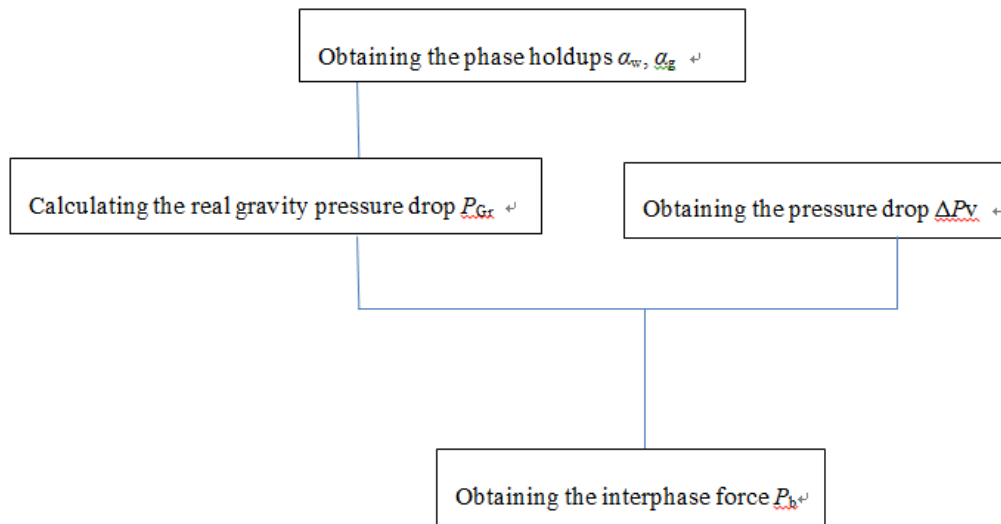 Obtaining the phase holdups αw, αg ↵
Calculating the real gravity pressure drop PGr ↵
Obtaining the pressure drop ΔPv ↵
Obtaining the interphase force Pb↵